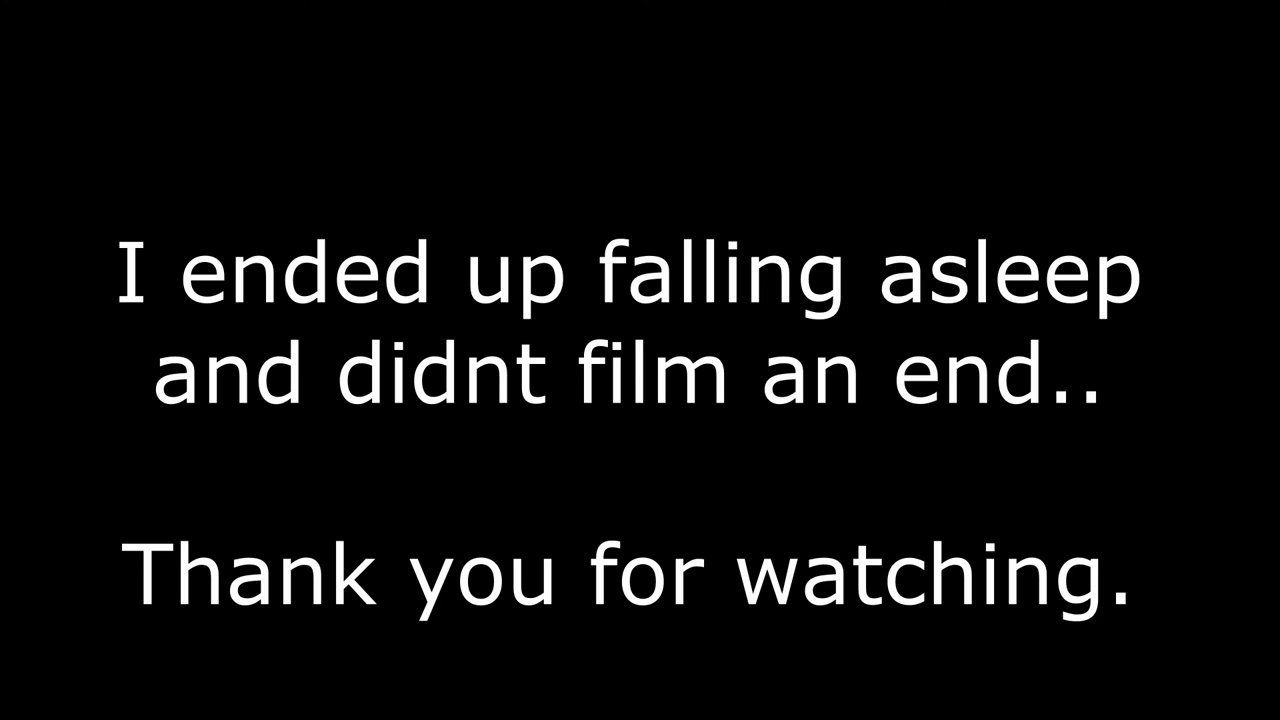 I ended up falling asleep
and didnt film an end..
Thank you for watching.